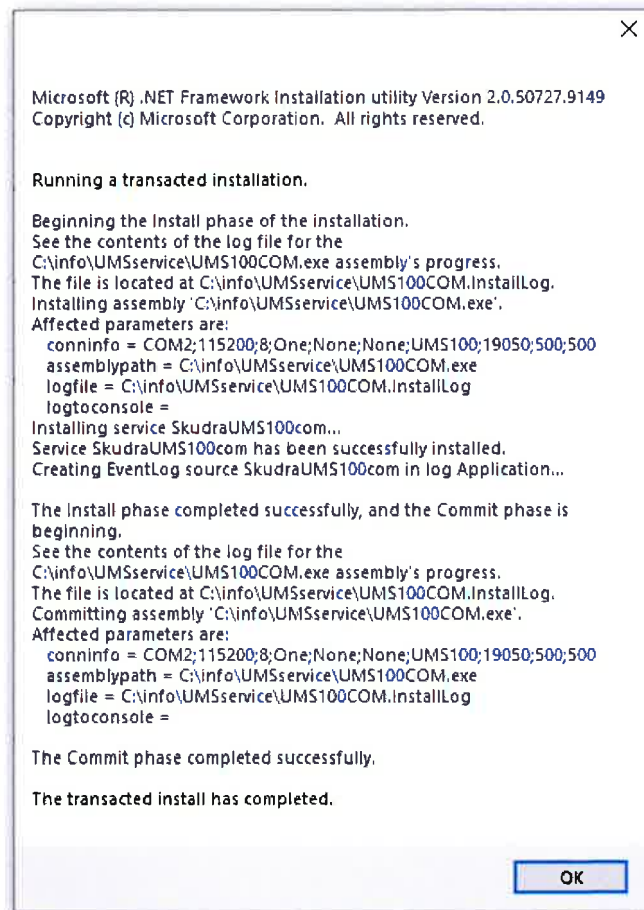 Microsoft (R) .NET Framework Installation utility Version 2.0.50727.9149
Copyright (c) Microsoft Corporation.  All rights reserved.
Running a transacted installation.
Beginning the Install phase of the installation.
See the contents of the log file for the
C:\info\UMSservice\UMS100COM.exe assembly's progress.
The file is located at C:\info\UMSservice\UMS100COM.InstallLog.
Installing assembly 'C:\info\UMSservice\UMS100COM.exe'.
Affected parameters are:
conninfo = COM2;115200;8;One;None;None;UMS100;19050;500;500
assemblypath = C:\info\UMSservice\UMS100COM.exe
logfile = C:\info\UMSservice\UMS100COM.InstallLog
logtoconsole =
Installing service SkudraUMS100com...
Service SkudraUMS100com has been successfully installed.
Creating EventLog source SkudraUMS100com in log Application...
The Install phase completed successfully, and the Commit phase is
beginning.
See the contents of the log file for the
C:\info\UMSservice\UMS100COM.exe assembly's progress.
The file is located at C:\info\UMSservice\UMS100COM.InstallLog.
Committing assembly 'C:\info\UMSservice\UMS100COM.exe'.
Affected parameters are:
conninfo = COM2;115200;8;One;None;None;UMS100;19050;500;500
assemblypath = C:\info\UMSservice\UMS100COM.exe
logfile = C:\info\UMSservice\UMS100COM.InstallLog
logtoconsole =
The Commit phase completed successfully.
The transacted install has completed.
OK